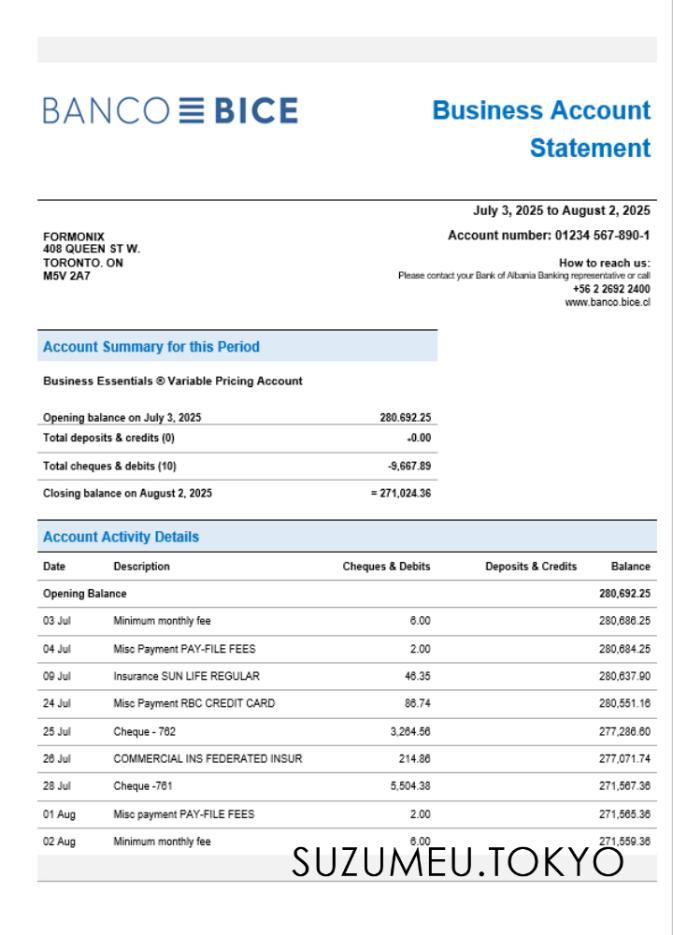 BANCO BICE
Business Account
Statement
July 3, 2025 to August 2, 2025
FORMONIX
408 QUEEN ST W.
TORONTO. ON
M5V 2A7
Account number: 01234 567-890-1
How to reach us:
Please contact your Bank of Albania Banking representative or call
+56 2 2692 2400
www.banco.bice.cl
Account Summary for this Period
Business Essentials ® Variable Pricing Account
Opening balance on July 3, 2025 280.692.25
Total deposits & credits (0) -0.00
Total cheques & debits (10) -9,667.89
Closing balance on August 2, 2025 = 271,024.36
Account Activity Details
Date Description Cheques & Debits Deposits & Credits Balance
Opening Balance 280,692.25
03 Jul Minimum monthly fee 6.00 280,686.25
04 Jul Misc Payment PAY-FILE FEES 2.00 280,684.25
09 Jul Insurance SUN LIFE REGULAR 46.35 280,637.90
24 Jul Misc Payment RBC CREDIT CARD 86.74 280,551.16
25 Jul Cheque - 762 3,264.56 277,286.60
26 Jul COMMERCIAL INS FEDERATED INSUR 214.86 277,071.74
28 Jul Cheque -761 5,504.38 271,567.36
01 Aug Misc payment PAY-FILE FEES 2.00 271,565.36
02 Aug Minimum monthly fee 6.00 271,559.36
SUZUMEU.TOKYO